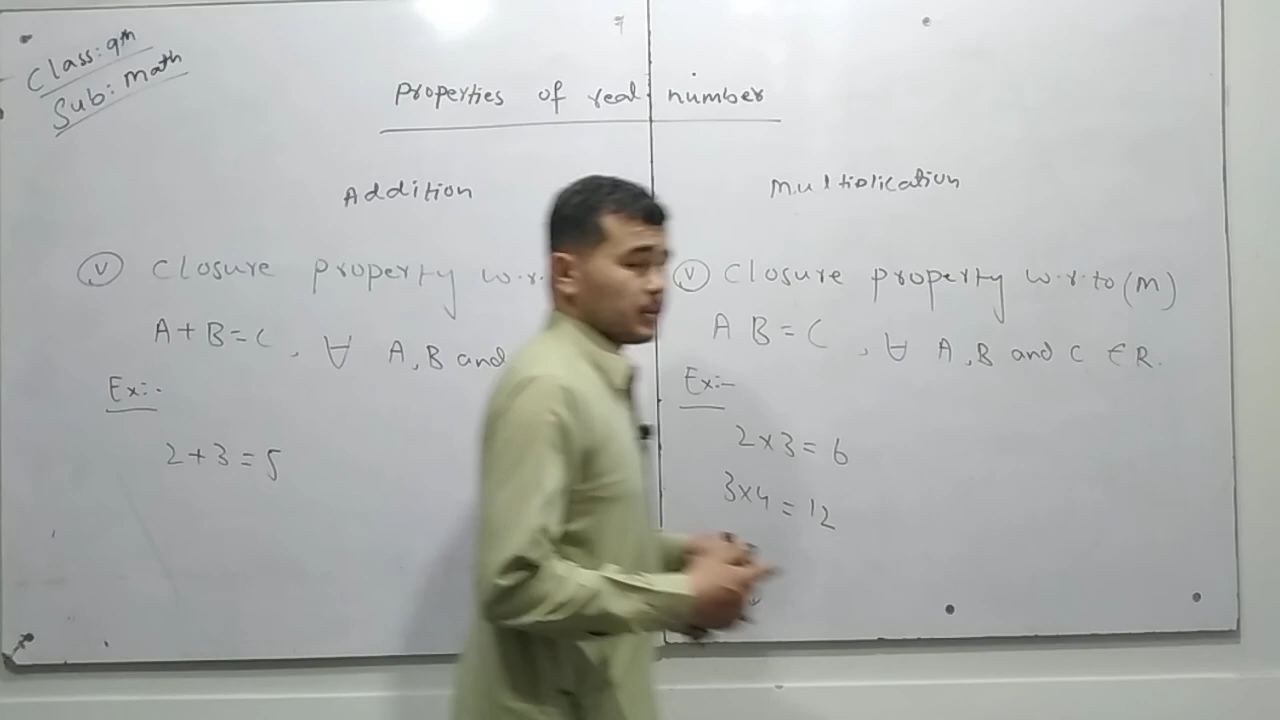 Class: 9th
Sub: Math
Properties of real number
Addition
Multiplication
V Closure property w.r.
A+B=C, ∀ A,B and
Ex:-
2+3=5
V Closure property w.r.to (M)
A B = C, ∀ A,B and C ∈ R.
Ex:-
2×3=6
3×4=12